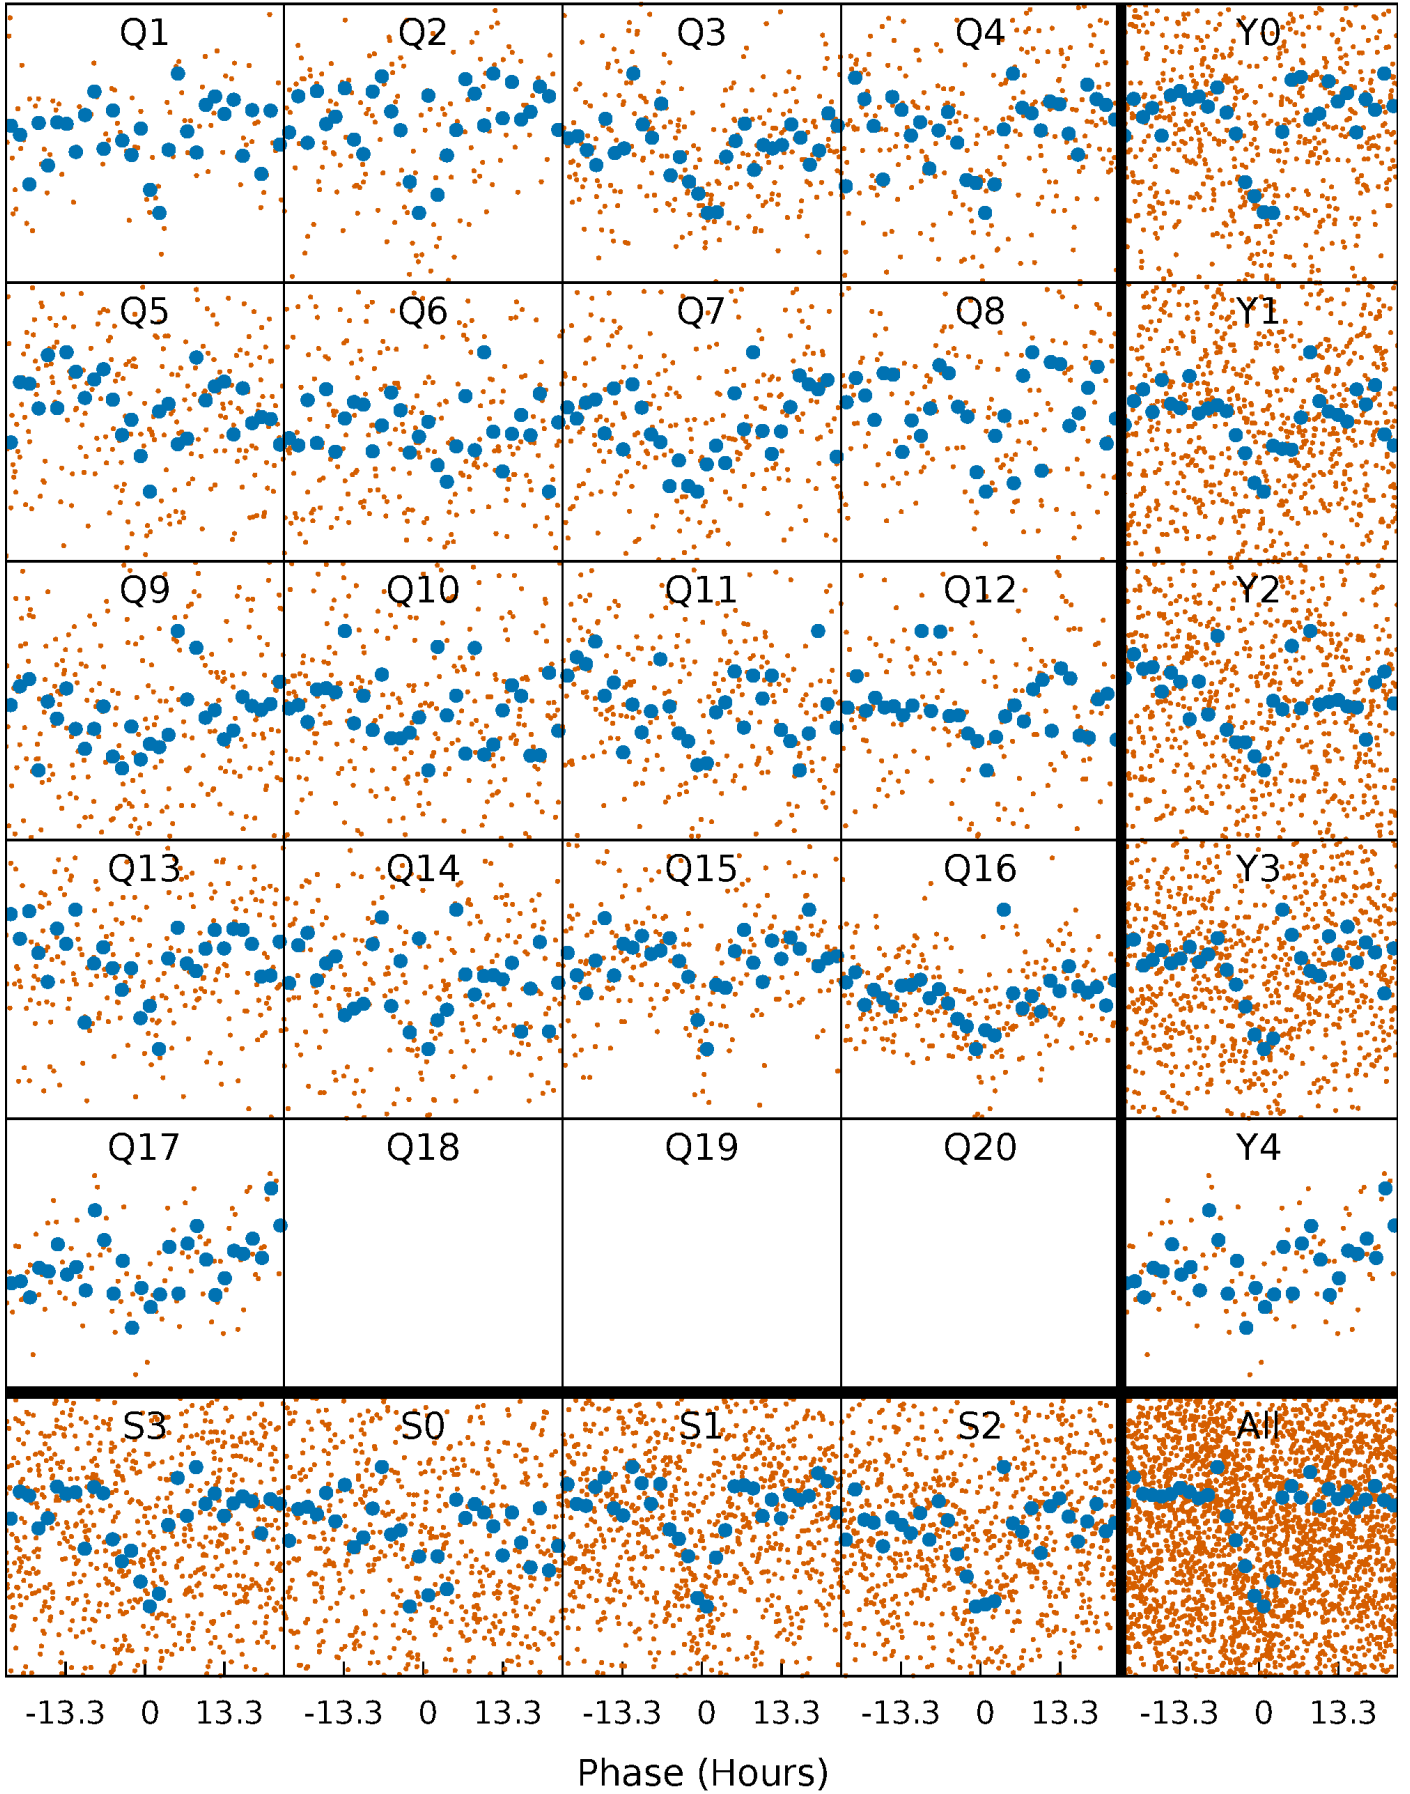 Q1 Q2 Q3 Q4 Y0
Q5 Q6 Q7 Q8 Y1
Q9 Q10 Q11 Q12 Y2
Q13 Q14 Q15 Q16 Y3
Q17 Q18 Q19 Q20 Y4
S3 S0 S1 S2 All
-13.3 0 13.3 -13.3 0 13.3 -13.3 0 13.3 -13.3 0 13.3 -13.3 0 13.3
Phase (Hours)